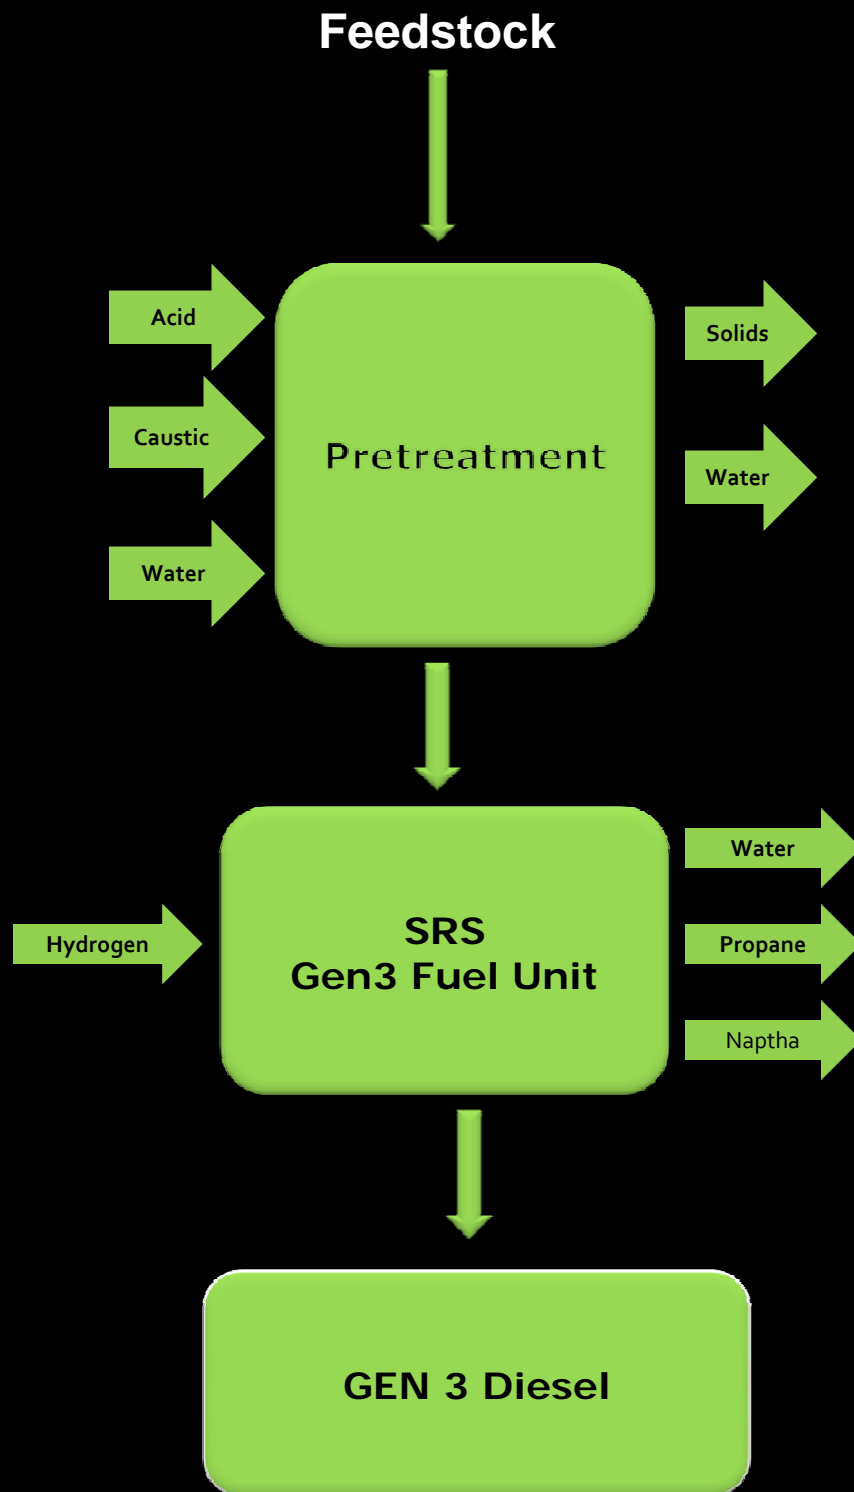 Feedstock
Acid
Solids
Caustic
Pretreatment
Water
Water
Water
SRS
Hydrogen
Propane
Gen3 Fuel Unit
Naptha
GEN 3 Diesel